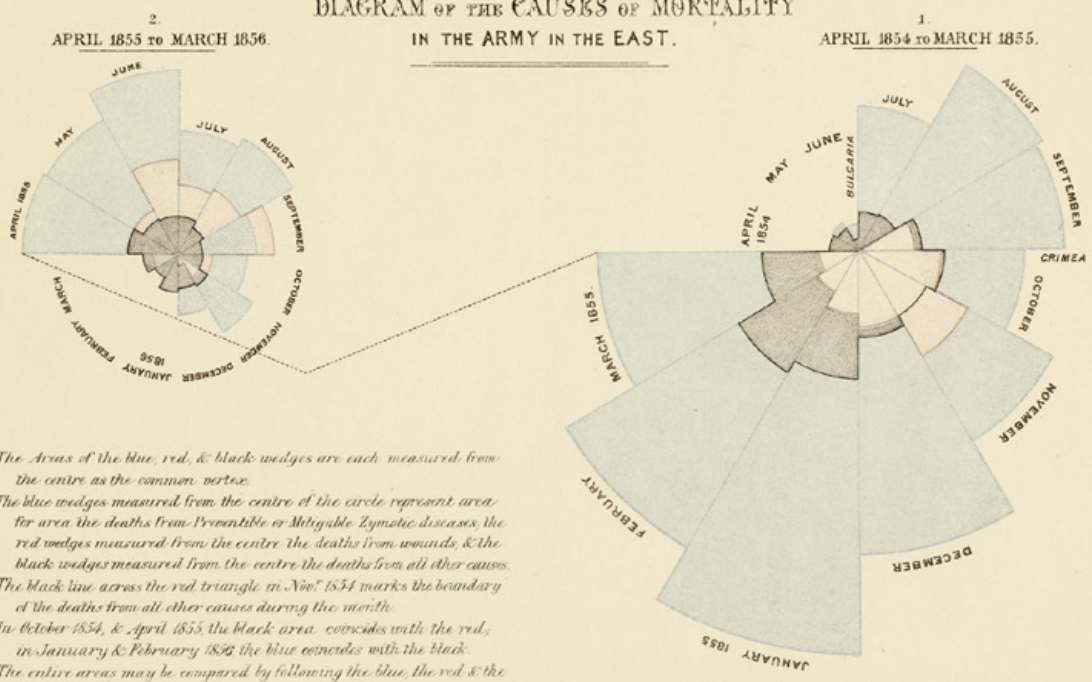 DIAGRAM OF THE CAUSES OF MORTALITY
IN THE ARMY IN THE EAST.
2.
APRIL 1855 TO MARCH 1856.
JUNE
JULY
MAY
AUGUST
APRIL 1855
SEPTEMBER
OCTOBER
NOVEMBER
DECEMBER
JANUARY
1856
FEBRUARY
MARCH
1.
APRIL 1854 TO MARCH 1855.
JULY
AUGUST
JUNE
BULGARIA
MAY
SEPTEMBER
APRIL
1854
CRIMEA
OCTOBER
NOVEMBER
DECEMBER
JANUARY 1855
FEBRUARY
MARCH 1855.
The Areas of the blue, red, & black wedges are each measured from
the centre as the common vertex.
The blue wedges measured from the centre of the circle represent area
for area the deaths from Preventible or Mitigable Zymotic diseases; the
red wedges measured from the centre the deaths from wounds; & the
black wedges measured from the centre the deaths from all other causes.
The black line across the red triangle in Nov.r 1854 marks the boundary
of the deaths from all other causes during the month.
In October 1854, & April 1855, the black area coincides with the red;
in January & February 1856, the blue coincides with the black.
The entire areas may be compared by following the blue, the red & the